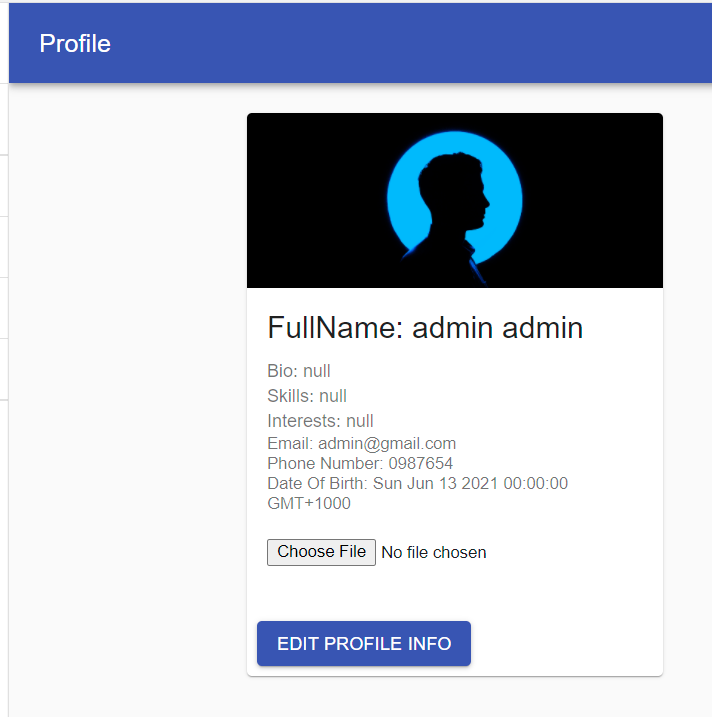 Profile
FullName: admin admin
Bio: null
Skills: null
Interests: null
Email: admin@gmail.com
Phone Number: 0987654
Date Of Birth: Sun Jun 13 2021 00:00:00
GMT+1000
Choose File No file chosen
EDIT PROFILE INFO